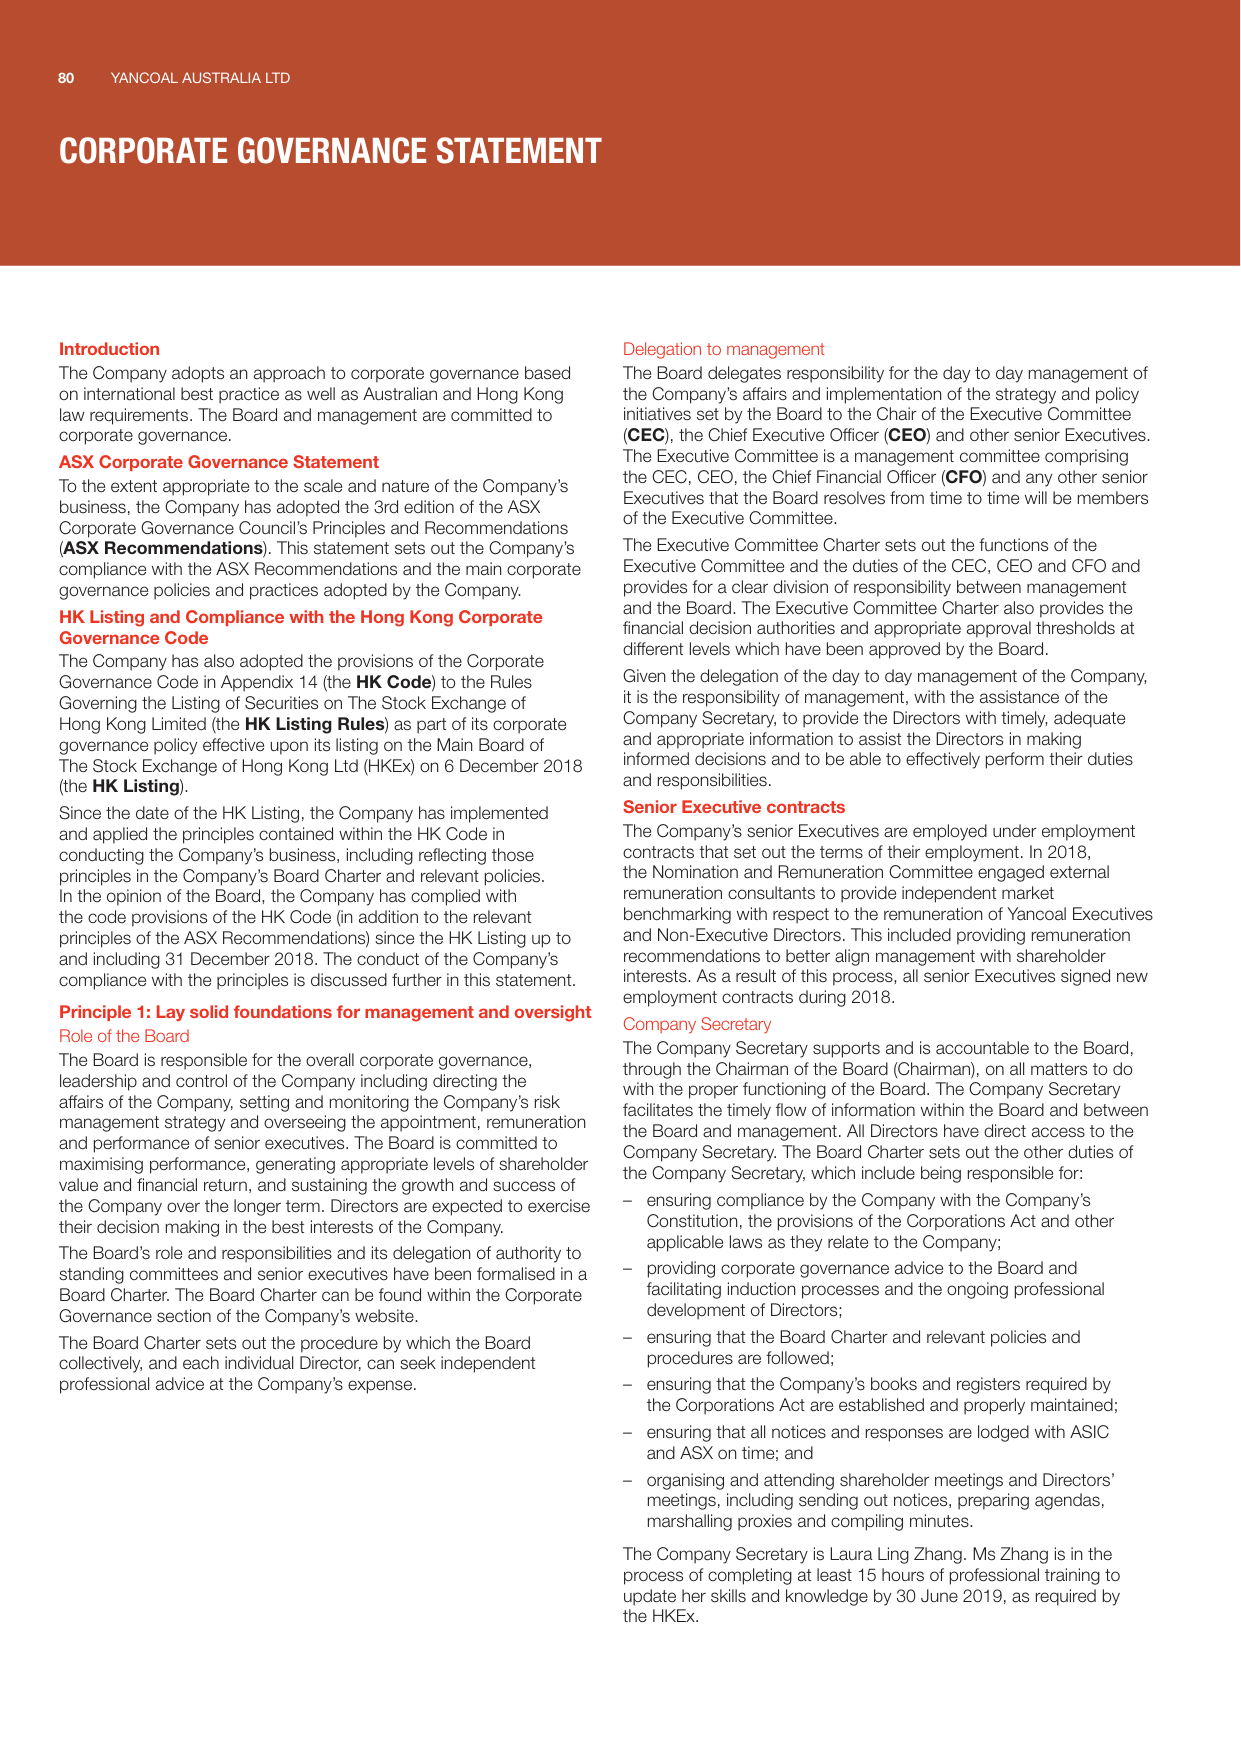 80 YANCOAL AUSTRALIA LTD
CORPORATE GOVERNANCE STATEMENT
Introduction
The Company adopts an approach to corporate governance based
on international best practice as well as Australian and Hong Kong
law requirements. The Board and management are committed to
corporate governance.
ASX Corporate Governance Statement
To the extent appropriate to the scale and nature of the Company’s
business, the Company has adopted the 3rd edition of the ASX
Corporate Governance Council’s Principles and Recommendations
(ASX Recommendations). This statement sets out the Company’s
compliance with the ASX Recommendations and the main corporate
governance policies and practices adopted by the Company.
HK Listing and Compliance with the Hong Kong Corporate
Governance Code
The Company has also adopted the provisions of the Corporate
Governance Code in Appendix 14 (the HK Code) to the Rules
Governing the Listing of Securities on The Stock Exchange of
Hong Kong Limited (the HK Listing Rules) as part of its corporate
governance policy effective upon its listing on the Main Board of
The Stock Exchange of Hong Kong Ltd (HKEx) on 6 December 2018
(the HK Listing).
Since the date of the HK Listing, the Company has implemented
and applied the principles contained within the HK Code in
conducting the Company’s business, including reflecting those
principles in the Company’s Board Charter and relevant policies.
In the opinion of the Board, the Company has complied with
the code provisions of the HK Code (in addition to the relevant
principles of the ASX Recommendations) since the HK Listing up to
and including 31 December 2018. The conduct of the Company’s
compliance with the principles is discussed further in this statement.
Principle 1: Lay solid foundations for management and oversight
Role of the Board
The Board is responsible for the overall corporate governance,
leadership and control of the Company including directing the
affairs of the Company, setting and monitoring the Company’s risk
management strategy and overseeing the appointment, remuneration
and performance of senior executives. The Board is committed to
maximising performance, generating appropriate levels of shareholder
value and financial return, and sustaining the growth and success of
the Company over the longer term. Directors are expected to exercise
their decision making in the best interests of the Company.
The Board’s role and responsibilities and its delegation of authority to
standing committees and senior executives have been formalised in a
Board Charter. The Board Charter can be found within the Corporate
Governance section of the Company’s website.
The Board Charter sets out the procedure by which the Board
collectively, and each individual Director, can seek independent
professional advice at the Company’s expense.
Delegation to management
The Board delegates responsibility for the day to day management of
the Company’s affairs and implementation of the strategy and policy
initiatives set by the Board to the Chair of the Executive Committee
(CEC), the Chief Executive Officer (CEO) and other senior Executives.
The Executive Committee is a management committee comprising
the CEC, CEO, the Chief Financial Officer (CFO) and any other senior
Executives that the Board resolves from time to time will be members
of the Executive Committee.
The Executive Committee Charter sets out the functions of the
Executive Committee and the duties of the CEC, CEO and CFO and
provides for a clear division of responsibility between management
and the Board. The Executive Committee Charter also provides the
financial decision authorities and appropriate approval thresholds at
different levels which have been approved by the Board.
Given the delegation of the day to day management of the Company,
it is the responsibility of management, with the assistance of the
Company Secretary, to provide the Directors with timely, adequate
and appropriate information to assist the Directors in making
informed decisions and to be able to effectively perform their duties
and responsibilities.
Senior Executive contracts
The Company’s senior Executives are employed under employment
contracts that set out the terms of their employment. In 2018,
the Nomination and Remuneration Committee engaged external
remuneration consultants to provide independent market
benchmarking with respect to the remuneration of Yancoal Executives
and Non-Executive Directors. This included providing remuneration
recommendations to better align management with shareholder
interests. As a result of this process, all senior Executives signed new
employment contracts during 2018.
Company Secretary
The Company Secretary supports and is accountable to the Board,
through the Chairman of the Board (Chairman), on all matters to do
with the proper functioning of the Board. The Company Secretary
facilitates the timely flow of information within the Board and between
the Board and management. All Directors have direct access to the
Company Secretary. The Board Charter sets out the other duties of
the Company Secretary, which include being responsible for:
– ensuring compliance by the Company with the Company’s
Constitution, the provisions of the Corporations Act and other
applicable laws as they relate to the Company;
– providing corporate governance advice to the Board and
facilitating induction processes and the ongoing professional
development of Directors;
– ensuring that the Board Charter and relevant policies and
procedures are followed;
– ensuring that the Company’s books and registers required by
the Corporations Act are established and properly maintained;
– ensuring that all notices and responses are lodged with ASIC
and ASX on time; and
– organising and attending shareholder meetings and Directors’
meetings, including sending out notices, preparing agendas,
marshalling proxies and compiling minutes.
The Company Secretary is Laura Ling Zhang. Ms Zhang is in the
process of completing at least 15 hours of professional training to
update her skills and knowledge by 30 June 2019, as required by
the HKEx.